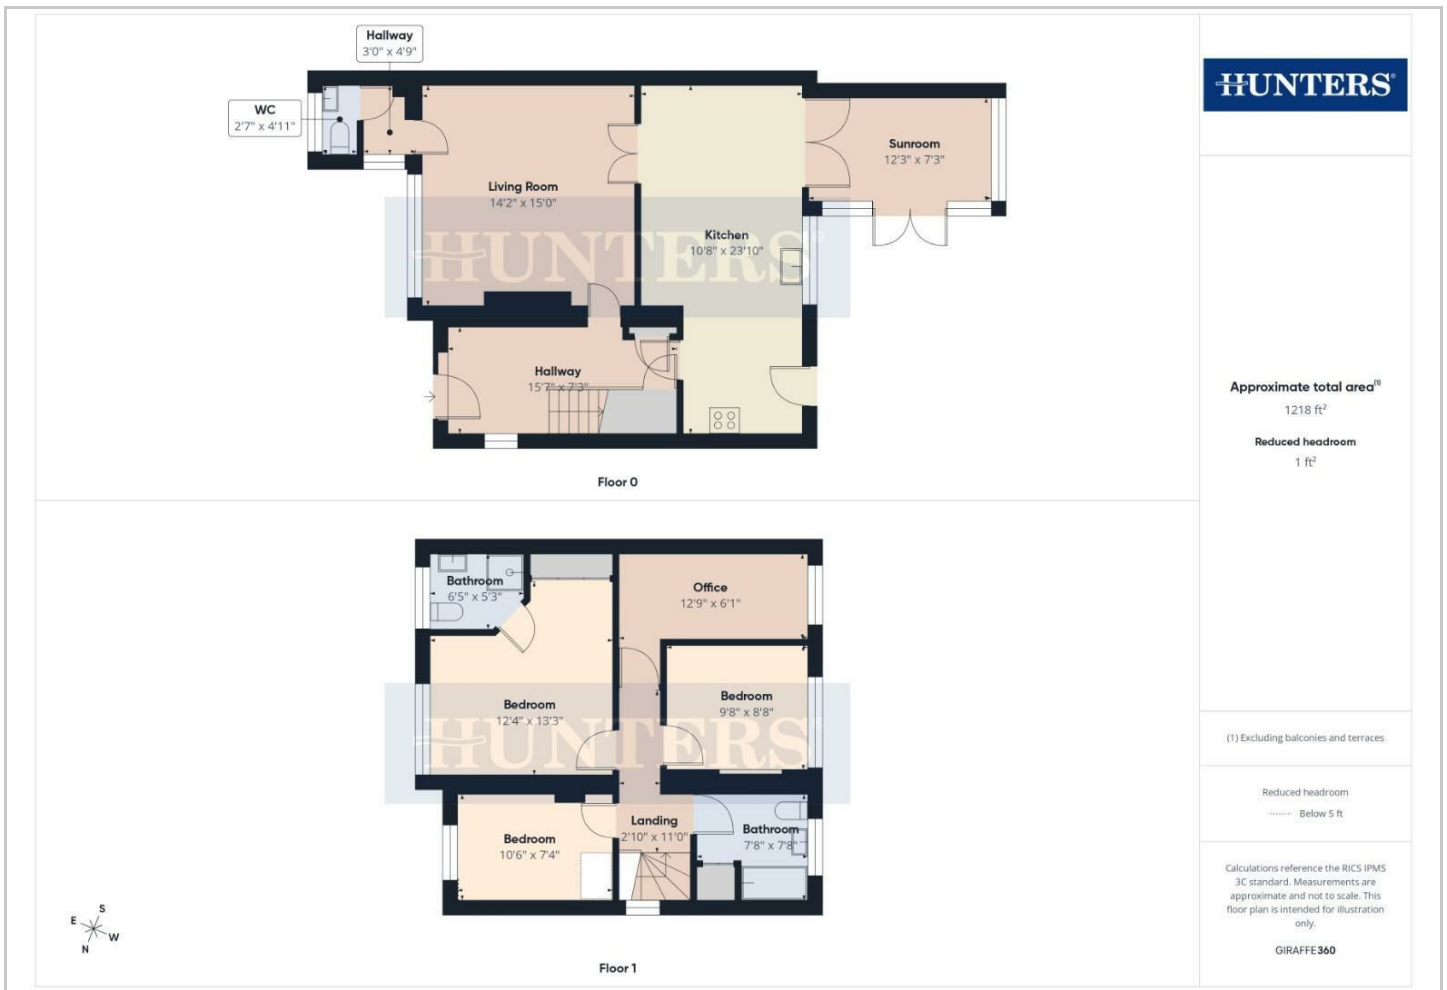 Hallway
3'0" x 4'9"
WC
2'7" x 4'11"
Living Room
14'2" x 15'0"
Kitchen
10'8" x 23'10"
Sunroom
12'3" x 7'3"
Hallway
15'7" x 7'3"
HUNTERS®
Floor 0
Bathroom
6'5" x 5'3"
Office
12'9" x 6'1"
Bedroom
12'4" x 13'3"
Bedroom
9'8" x 8'8"
HUNTERS®
Bedroom
10'6" x 7'4"
Landing
2'10" x 11'0"
Bathroom
7'8" x 7'8"
S
E
W
N
Floor 1
HUNTERS®
Approximate total area(1)
1218 ft²
Reduced headroom
1 ft²
(1) Excluding balconies and terraces
Reduced headroom
Below 5 ft
Calculations reference the RICS IPMS
3C standard. Measurements are
approximate and not to scale. This
floor plan is intended for illustration
only.
GIRAFFE360